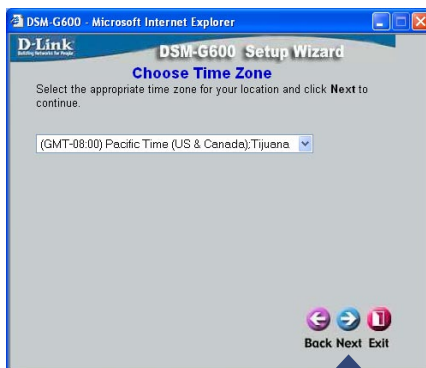 DSM-G600 - Microsoft Internet Explorer
D-Link
Building Networks for People
DSM-G600 Setup Wizard
Choose Time Zone
Select the appropriate time zone for your location and click Next to
continue.
(GMT-08:00) Pacific Time (US & Canada);Tijuana
Back Next Exit